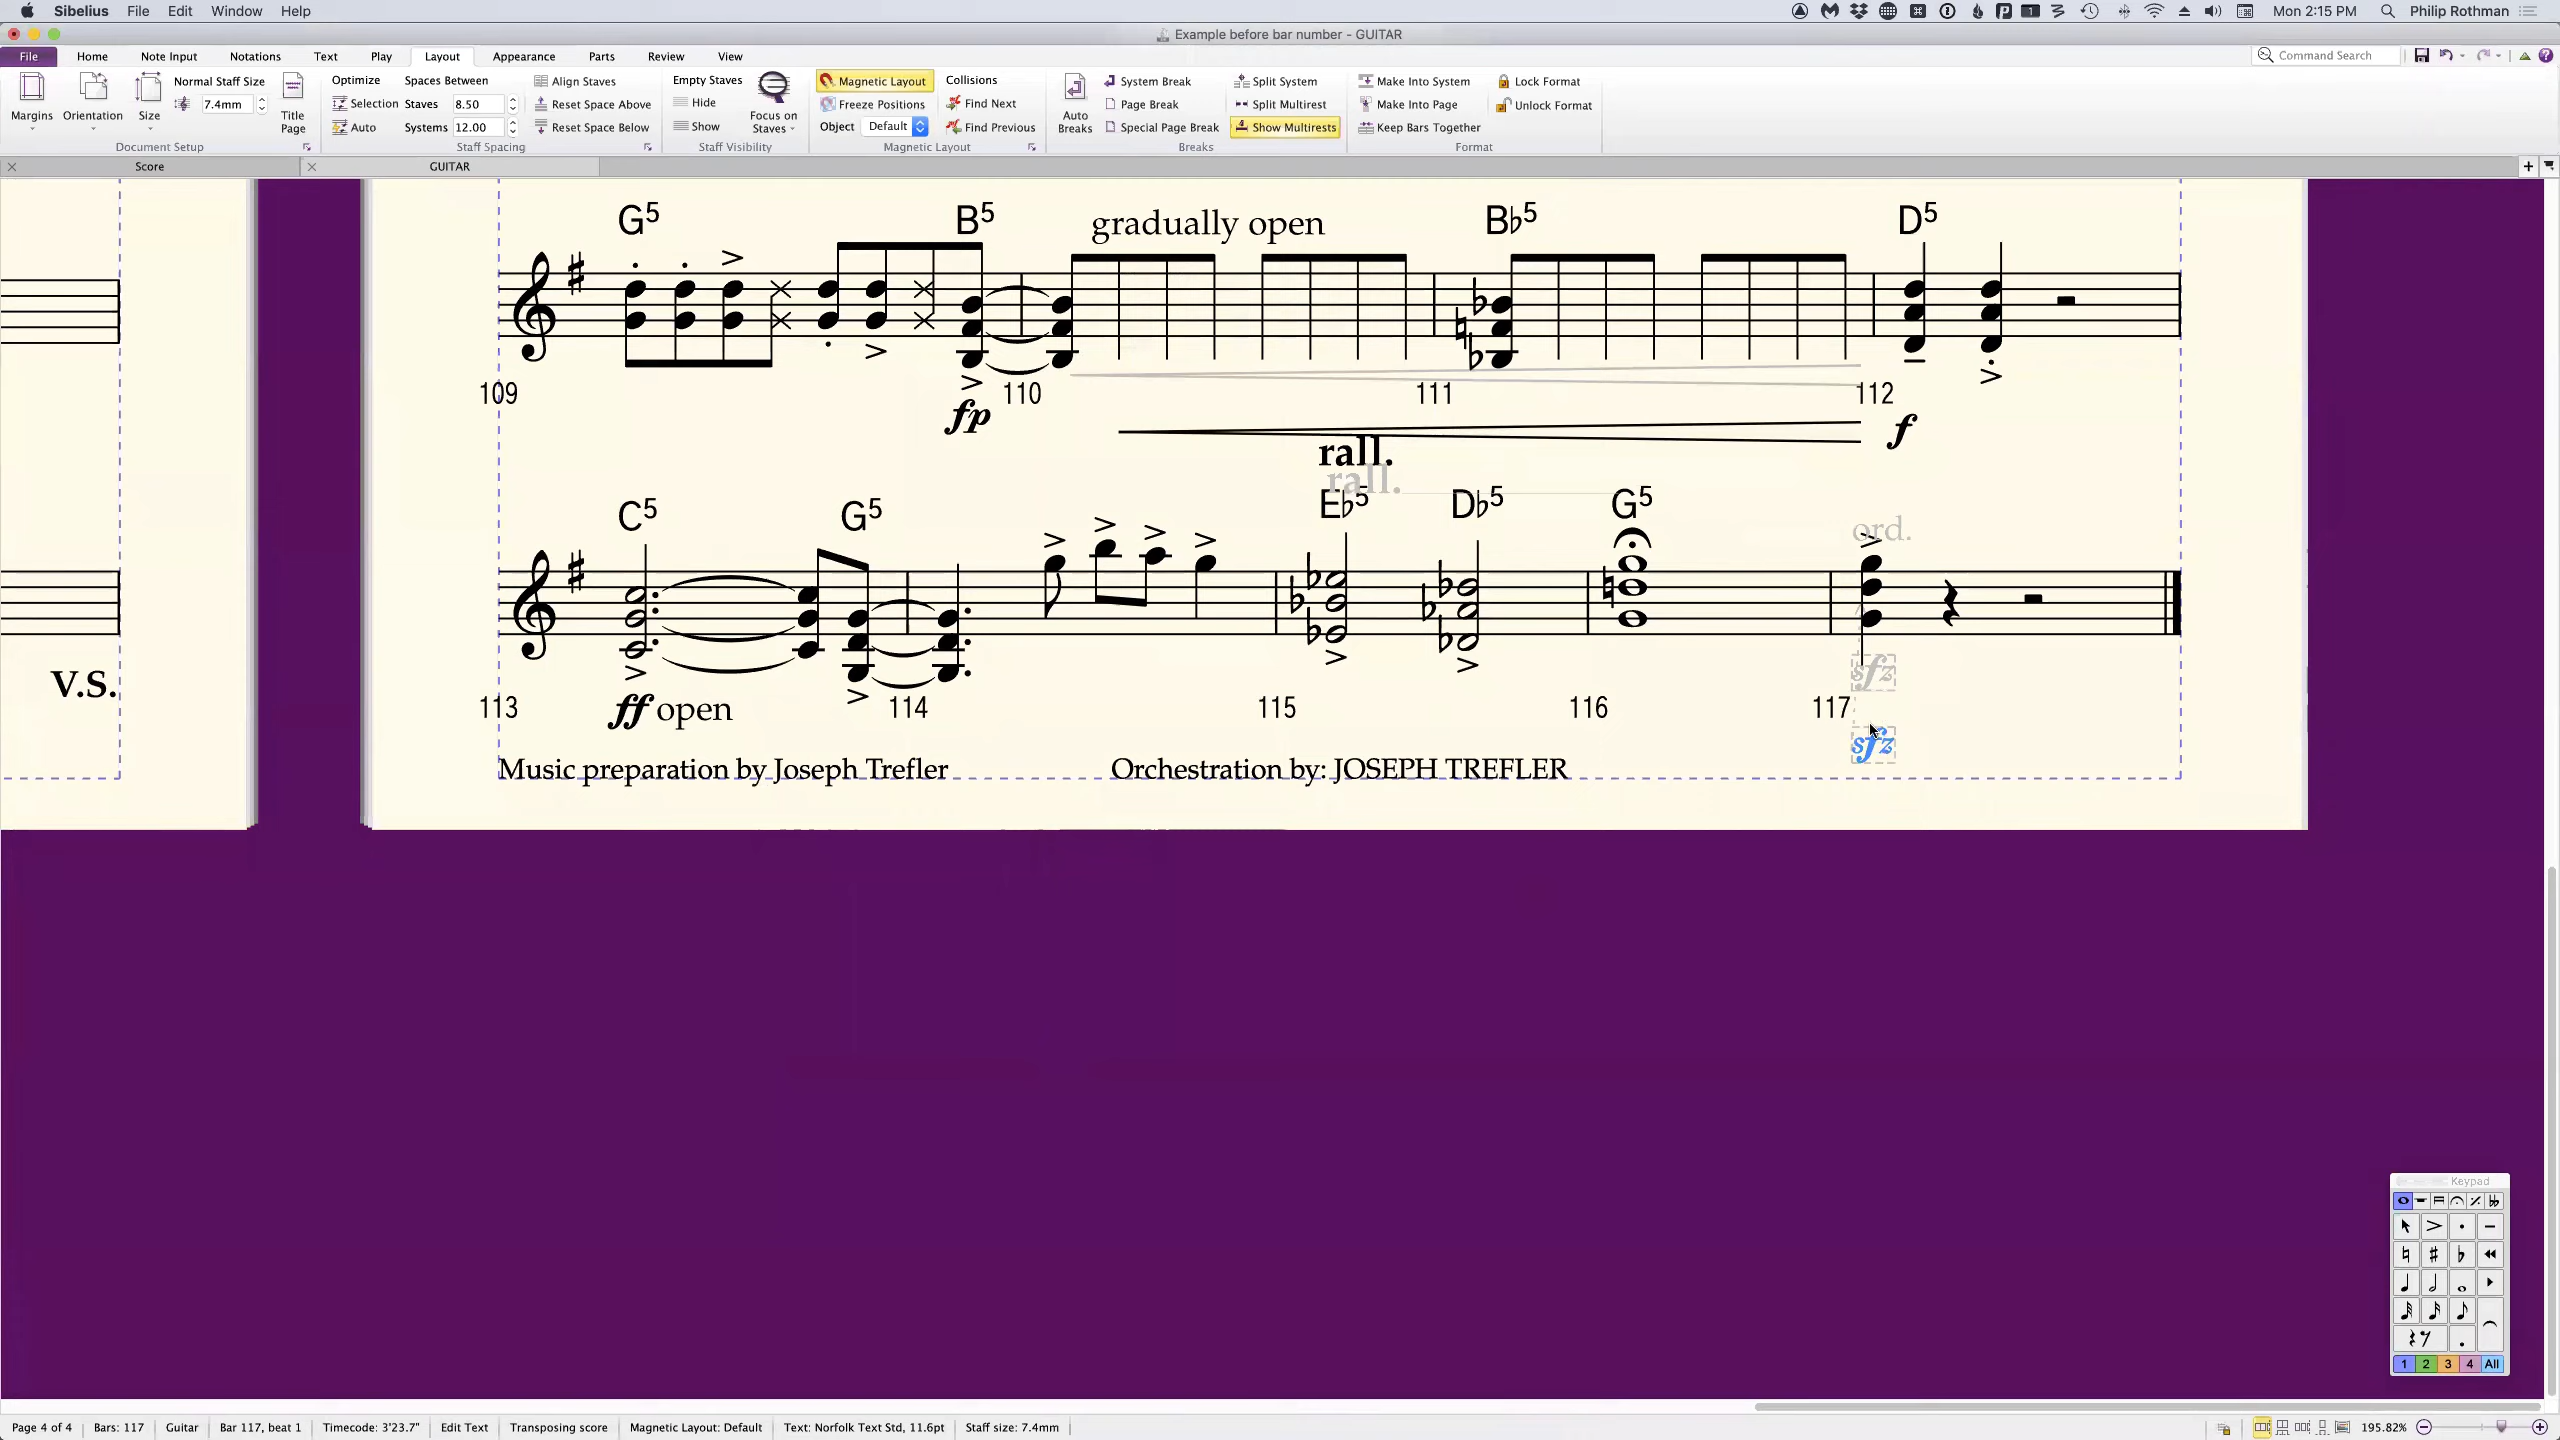 Sibelius File Edit Window Help
1 Mon 2:15 PM Philip Rothman
Example before bar number - GUITAR
File Home Note Input Notations Text Play Layout Appearance Parts Review View Command Search
Margins Orientation Size Normal Staff Size 7.4mm Title Page
Document Setup
Optimize Selection Auto Spaces Between Staves 8.50 Systems 12.00 Align Staves Reset Space Above Reset Space Below
Staff Spacing
Empty Staves Hide Show Focus on Staves
Staff Visibility
Magnetic Layout Freeze Positions Object Default Collisions Find Next Find Previous
Magnetic Layout
Auto Breaks System Break Page Break Special Page Break Split System Split Multirest Show Multirests
Breaks
Make Into System Make Into Page Keep Bars Together Lock Format Unlock Format
Format
Score GUITAR
G5 B5 gradually open B♭5 D5
109 110 111 112
fp f
rall.
rall.
C5 G5 E♭5 D♭5 G5 ord.
sfz
V.S.
113 ff open 114 115 116 117
sfz
Music preparation by Joseph Trefler Orchestration by: JOSEPH TREFLER
Keypad
1 2 3 4 All
Page 4 of 4 Bars: 117 Guitar Bar 117, beat 1 Timecode: 3'23.7" Edit Text Transposing score Magnetic Layout: Default Text: Norfolk Text Std, 11.6pt Staff size: 7.4mm 195.82%